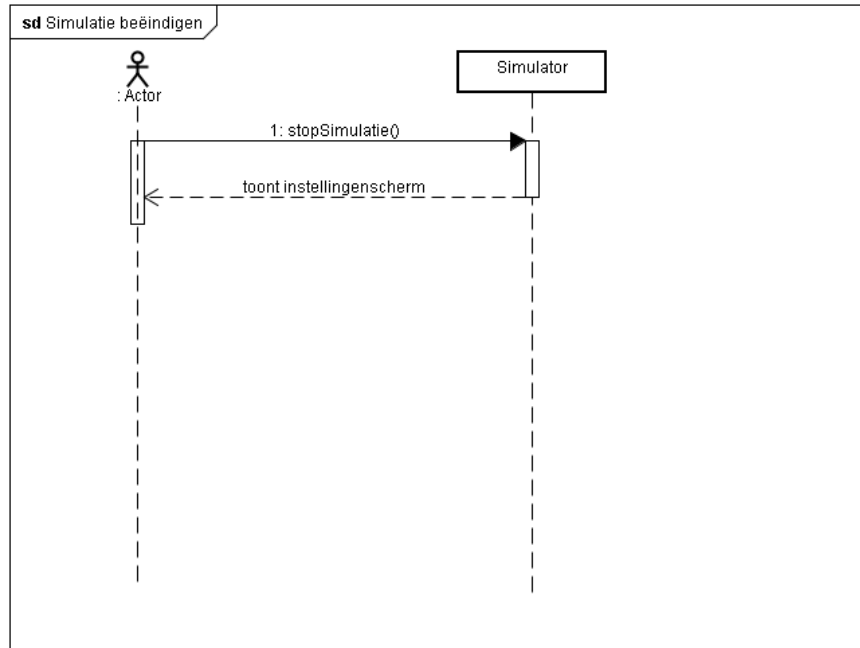 sd Simulatie beëindigen
: Actor
Simulator
1: stopSimulatie()
toont instellingenscherm